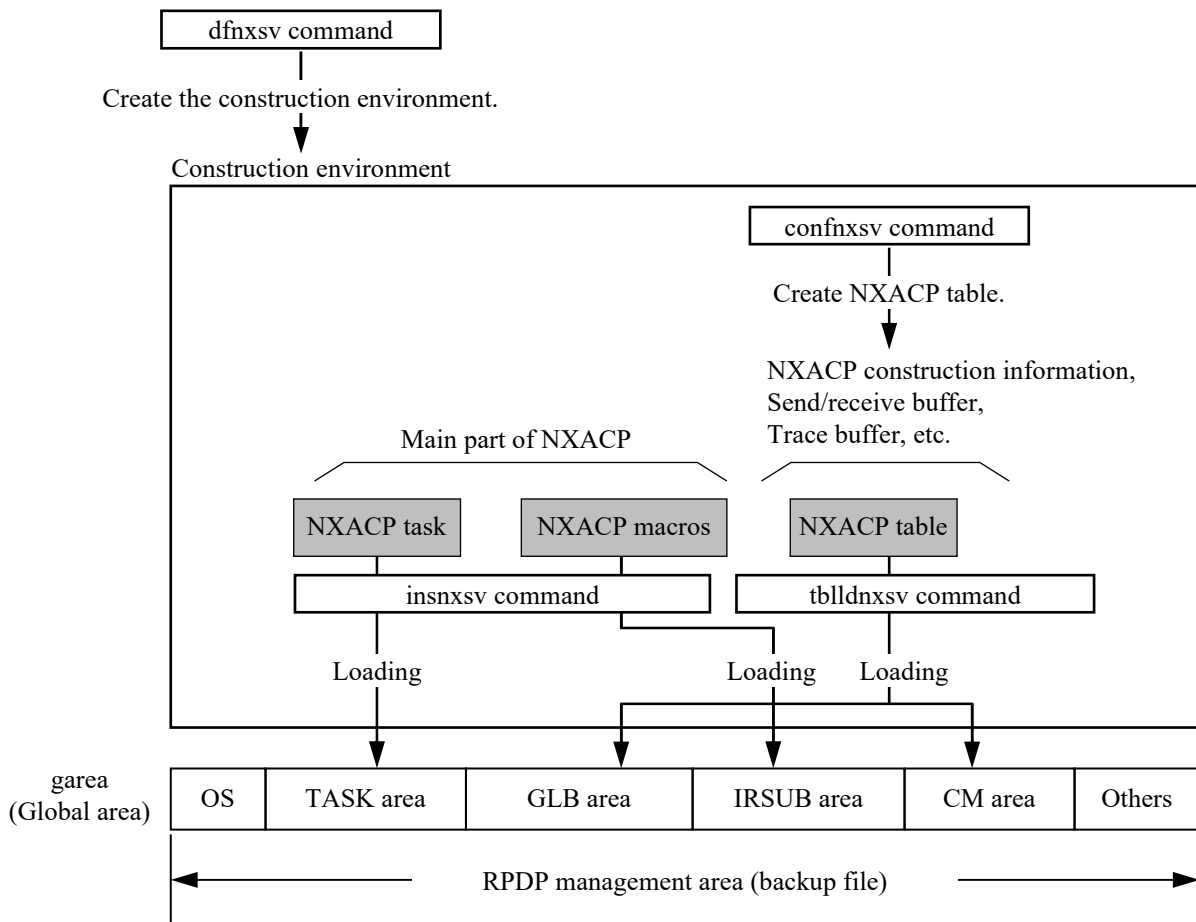 dfnxsv command
Create the construction environment.
Construction environment
confnxsv command
Create NXACP table.
NXACP construction information,
Send/receive buffer,
Trace buffer, etc.
Main part of NXACP
NXACP task
NXACP macros
NXACP table
insnxsv command
tblldnxsv command
Loading
Loading
Loading
garea
(Global area)
OS
TASK area
GLB area
IRSUB area
CM area
Others
RPDP management area (backup file)